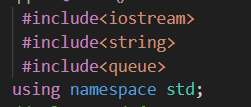 #include<iostream>
#include<string>
#include<queue>
using namespace std;